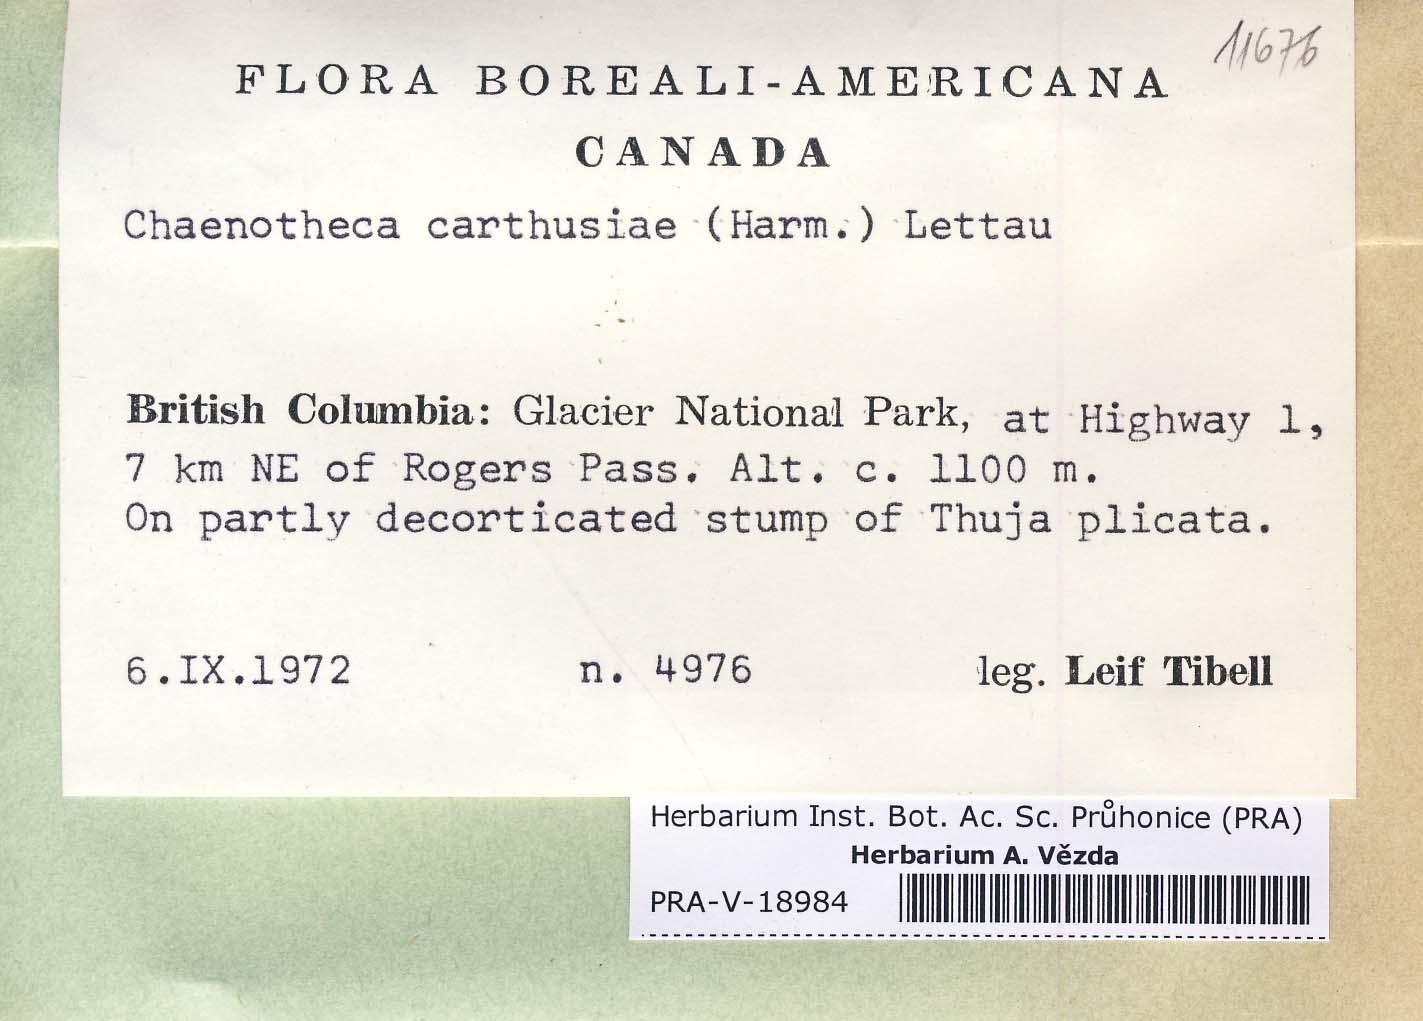 11676
FLORA BOREALI-AMERICANA
CANADA
Chaenotheca carthusiae (Harm.) Lettau
British Columbia: Glacier National Park, at Highway 1,
7 km NE of Rogers Pass. Alt. c. 1100 m.
On partly decorticated stump of Thuja plicata.
6.IX.1972 n. 4976 leg. Leif Tibell
Herbarium Inst. Bot. Ac. Sc. Průhonice (PRA)
Herbarium A. Vězda
PRA-V-18984